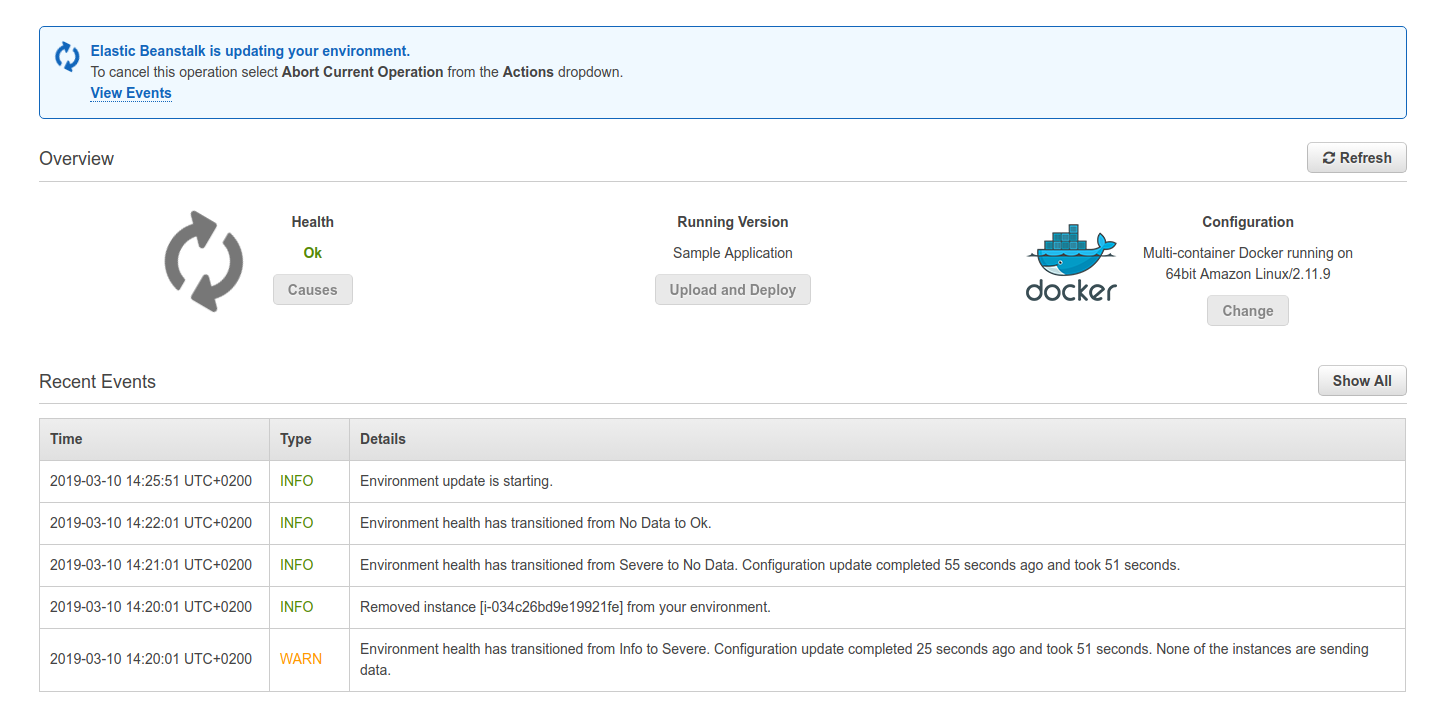 Elastic Beanstalk is updating your environment.
To cancel this operation select Abort Current Operation from the Actions dropdown.
View Events
Overview
Refresh
Health
Ok
Causes
Running Version
Sample Application
Upload and Deploy
docker
Configuration
Multi-container Docker running on
64bit Amazon Linux/2.11.9
Change
Recent Events
Show All
Time Type Details
2019-03-10 14:25:51 UTC+0200 INFO Environment update is starting.
2019-03-10 14:22:01 UTC+0200 INFO Environment health has transitioned from No Data to Ok.
2019-03-10 14:21:01 UTC+0200 INFO Environment health has transitioned from Severe to No Data. Configuration update completed 55 seconds ago and took 51 seconds.
2019-03-10 14:20:01 UTC+0200 INFO Removed instance [i-034c26bd9e19921fe] from your environment.
2019-03-10 14:20:01 UTC+0200 WARN Environment health has transitioned from Info to Severe. Configuration update completed 25 seconds ago and took 51 seconds. None of the instances are sending
data.